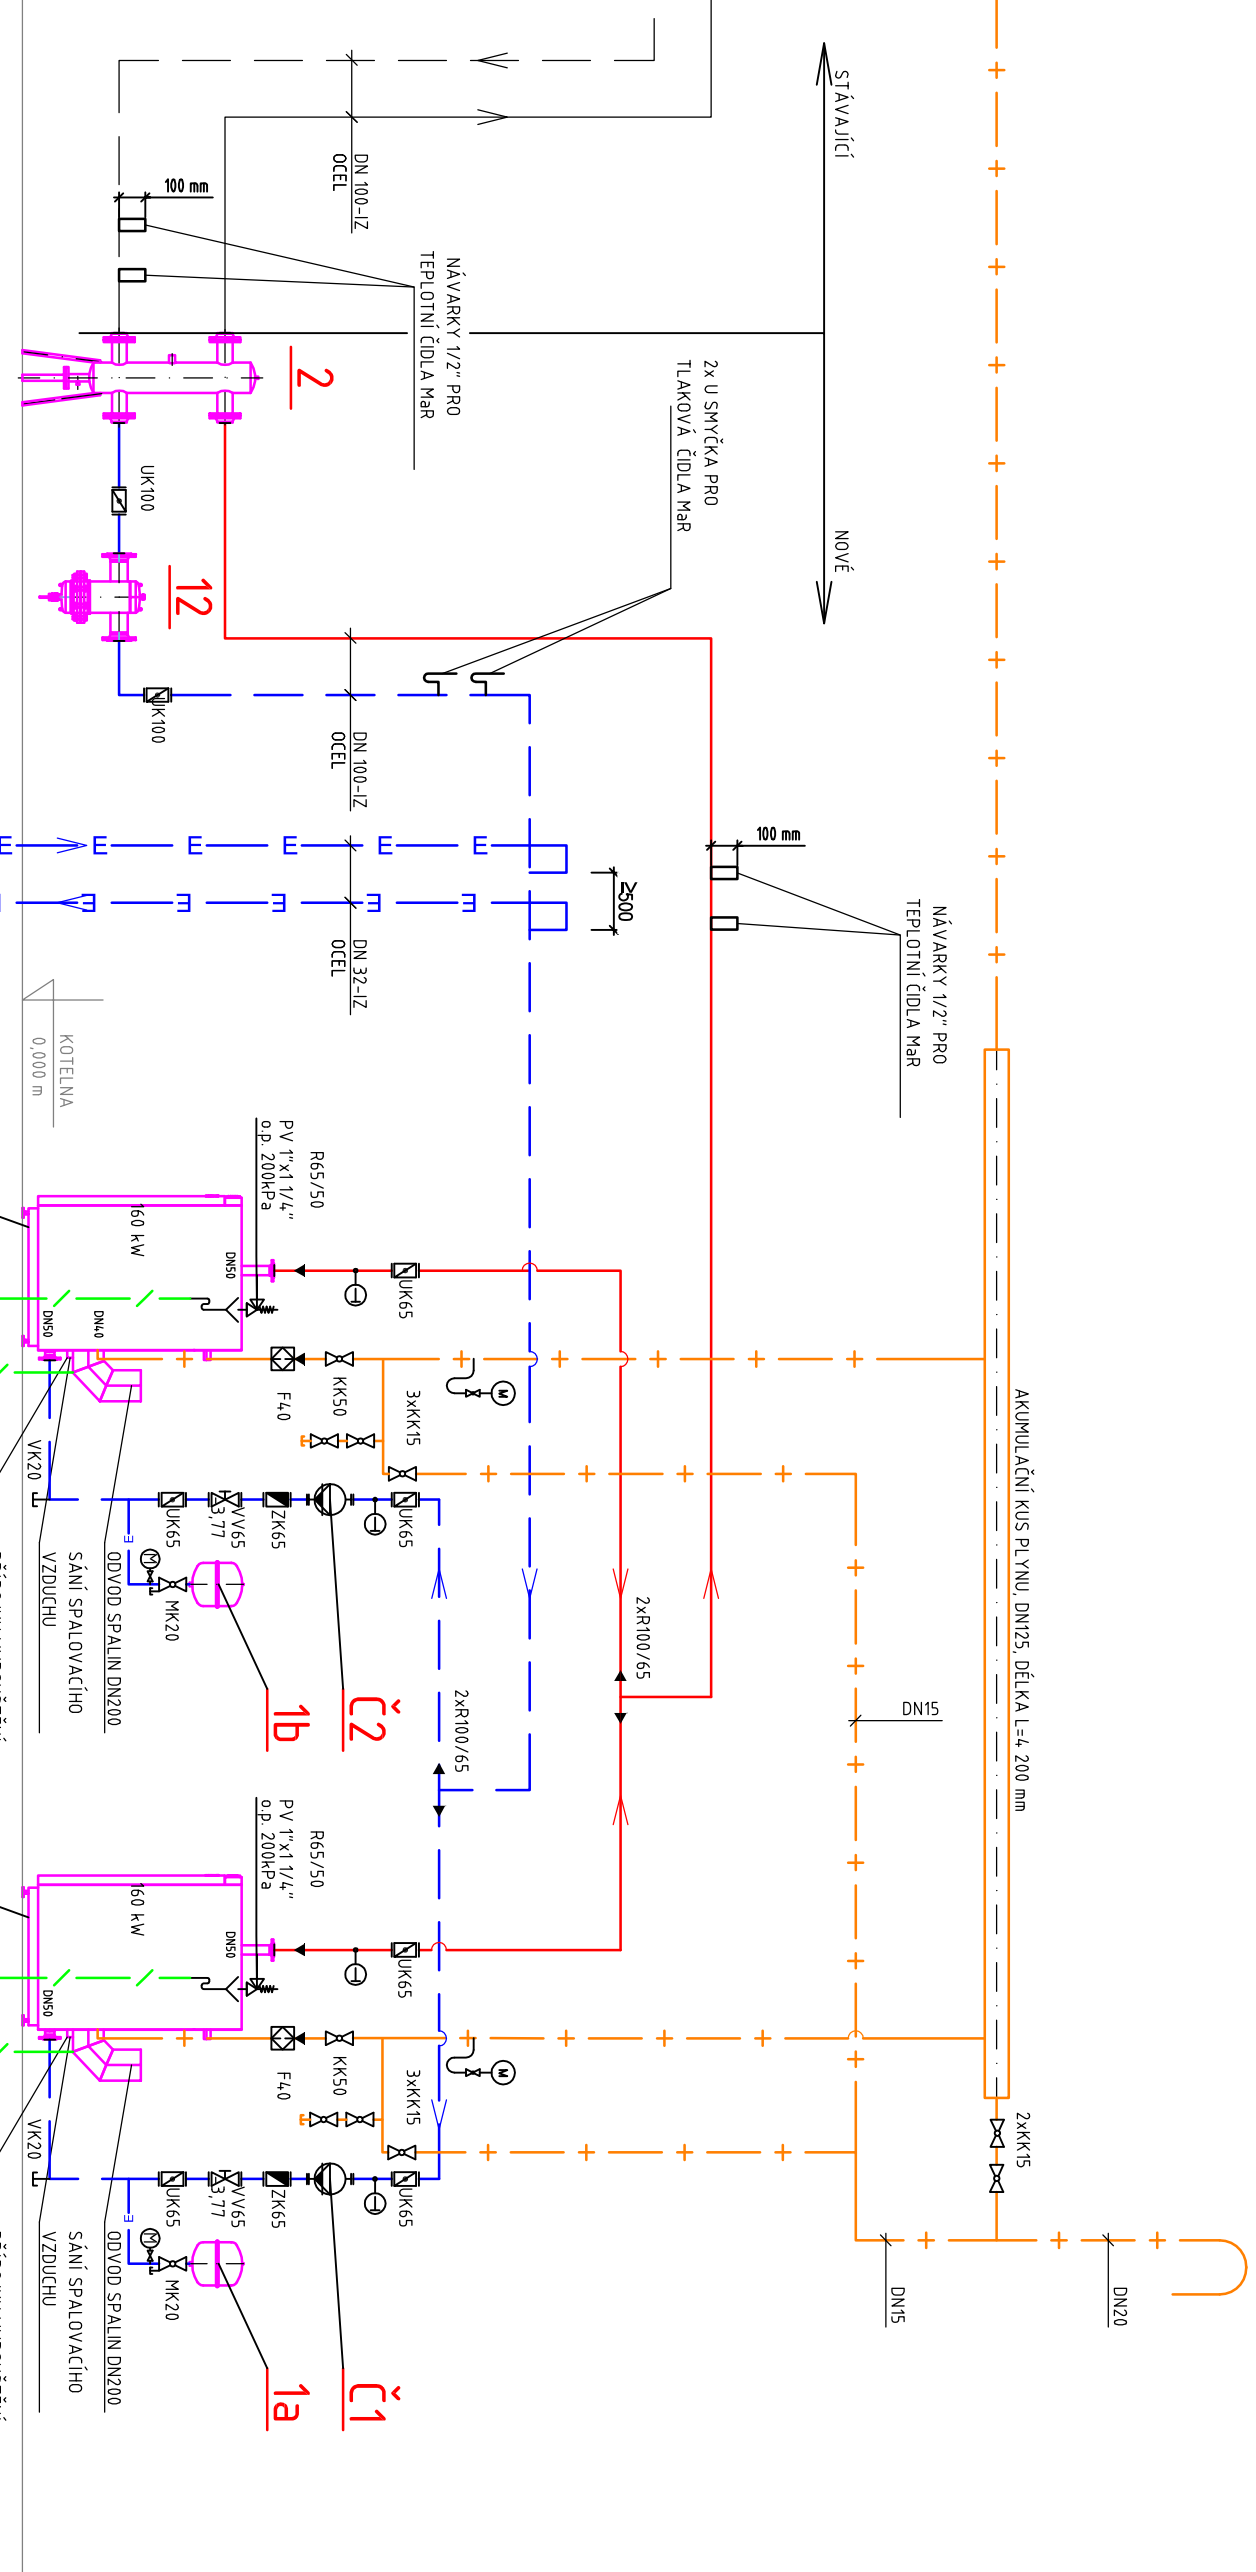 STÁVAJÍCÍ
NOVÉ
DN 100-IZ
OCEL
100 mm
NÁVARKY 1/2" PRO
TEPLOTNÍ ČIDLA MaR
2
2x U SMYČKA PRO
TLAKOVÁ ČIDLA MaR
UK100
12
UK100
DN 100-IZ
OCEL
E E E E E E
E E E E E
≥500
DN 32-IZ
OCEL
100 mm
NÁVARKY 1/2" PRO
TEPLOTNÍ ČIDLA MaR
KOTELNA
0,000 m
AKUMULAČNÍ KUS PLYNU, DN125, DÉLKA L=4 200 mm
R65/50
PV 1"x1 1/4"
o.p. 200kPa
160 kW
DN50
DN40
DN50
UK65
T
F40
KK50
3xKK15
M
VK20
UK65
VV65
3,77
ZK65
UK65
T
E
M
MK20
ODVOD SPALIN DN200
SÁNÍ SPALOVACÍHO
VZDUCHU
1b
Č2
2xR100/65
2xR100/65
DN15
R65/50
PV 1"x1 1/4"
o.p. 200kPa
160 kW
DN50
DN50
UK65
T
F40
KK50
3xKK15
M
2xKK15
VK20
UK65
VV65
3,77
ZK65
UK65
T
E
M
MK20
ODVOD SPALIN DN200
SÁNÍ SPALOVACÍHO
VZDUCHU
1a
Č1
DN15
DN20